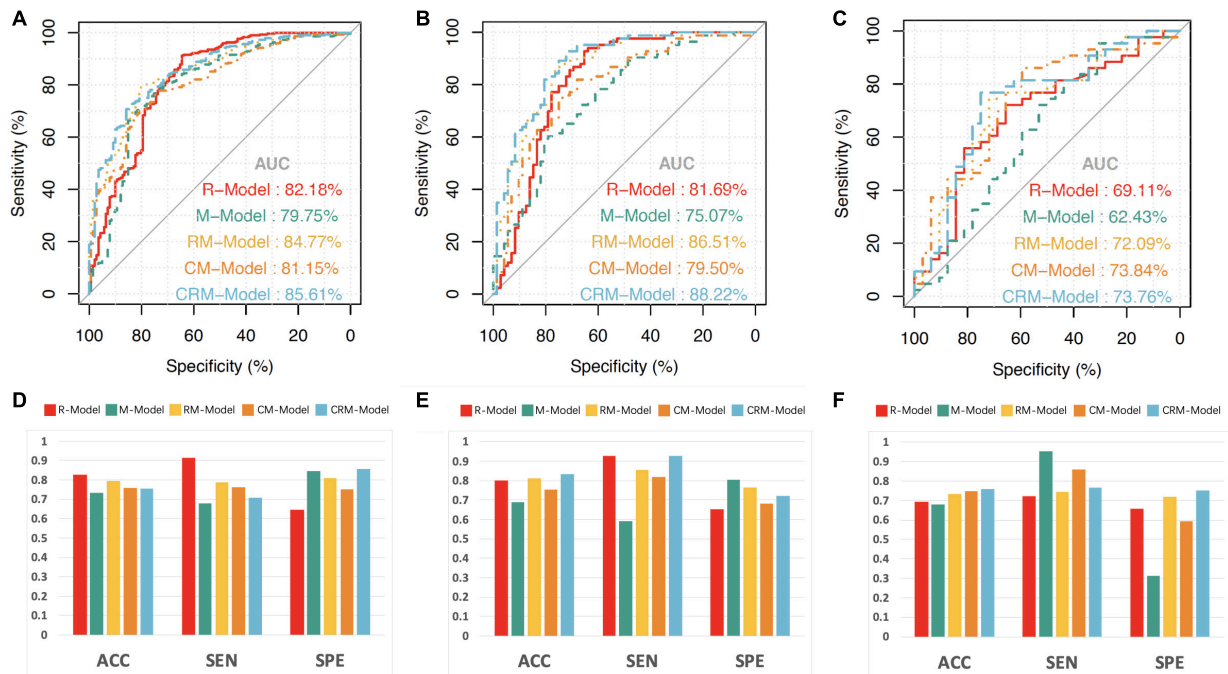 A
Sensitivity (%)
100
80
60
40
20
0
AUC
R–Model : 82.18%
M–Model : 79.75%
RM–Model : 84.77%
CM–Model : 81.15%
CRM–Model : 85.61%
100 80 60 40 20 0
Specificity (%)
B
Sensitivity (%)
100
80
60
40
20
0
AUC
R–Model : 81.69%
M–Model : 75.07%
RM–Model : 86.51%
CM–Model : 79.50%
CRM–Model : 88.22%
100 80 60 40 20 0
Specificity (%)
C
Sensitivity (%)
100
80
60
40
20
0
AUC
R–Model : 69.11%
M–Model : 62.43%
RM–Model : 72.09%
CM–Model : 73.84%
CRM–Model : 73.76%
100 80 60 40 20 0
Specificity (%)
D
R-Model M-Model RM-Model CM-Model CRM-Model
1
0.9
0.8
0.7
0.6
0.5
0.4
0.3
0.2
0.1
0
ACC SEN SPE
E
R-Model M-Model RM-Model CM-Model CRM-Model
1
0.9
0.8
0.7
0.6
0.5
0.4
0.3
0.2
0.1
0
ACC SEN SPE
F
R-Model M-Model RM-Model CM-Model CRM-Model
1
0.9
0.8
0.7
0.6
0.5
0.4
0.3
0.2
0.1
0
ACC SEN SPE